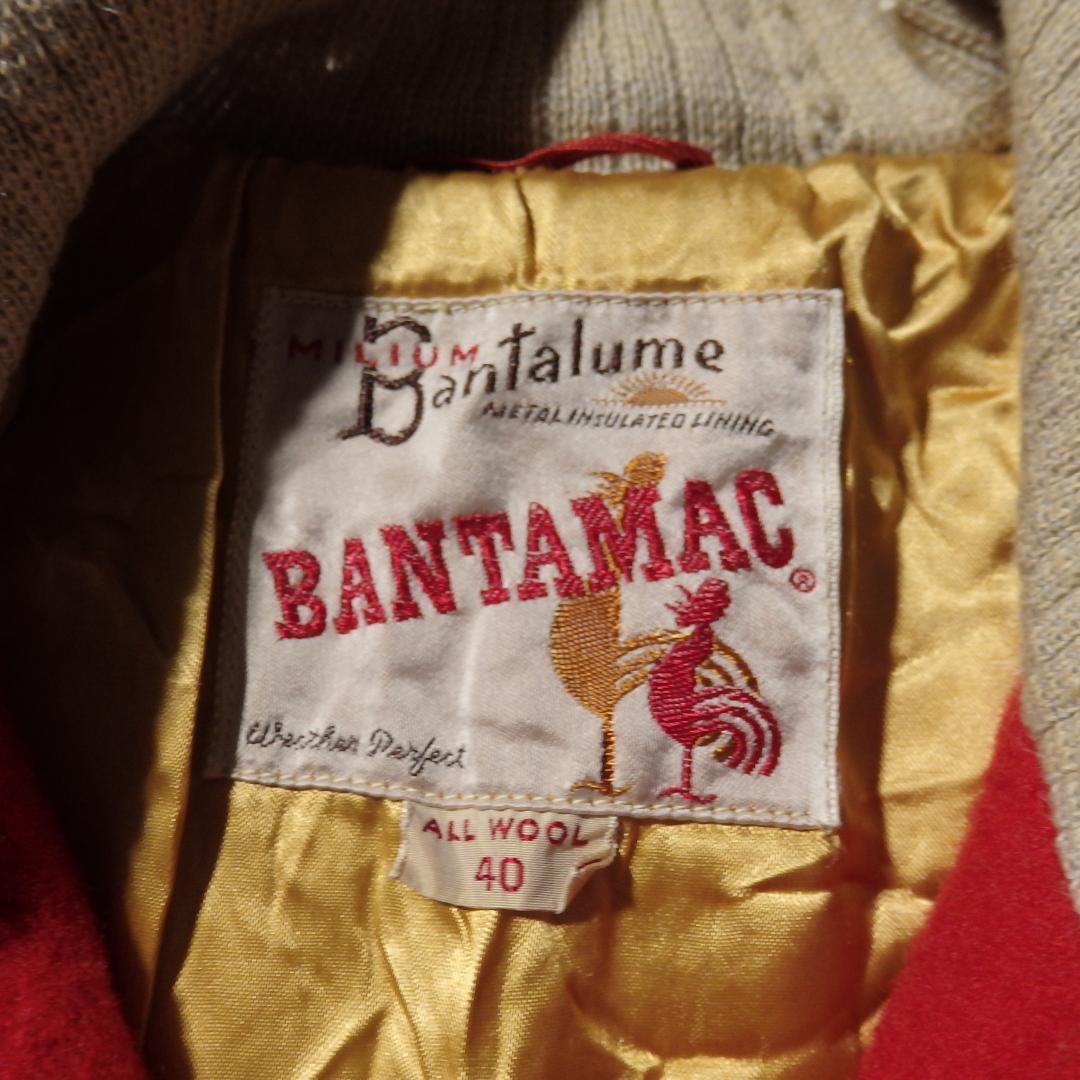 MILIUM
Bantalume
METAL INSULATED LINING
BANTAMAC®
Weather Perfect
ALL WOOL
40